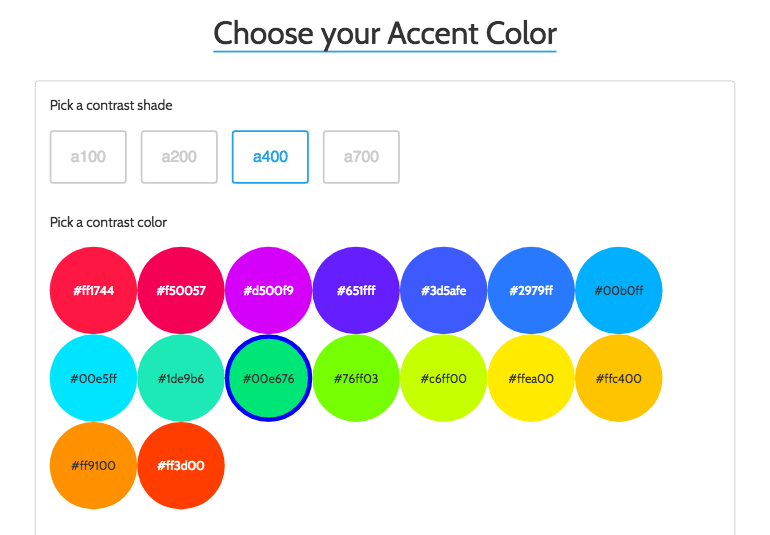 Choose your Accent Color
Pick a contrast shade
a100 a200 a400 a700
Pick a contrast color
#ff1744 #f50057 #d500f9 #651fff #3d5afe #2979ff #00b0ff
#00e5ff #1de9b6 #00e676 #76ff03 #c6ff00 #ffea00 #ffc400
#ff9100 #ff3d00